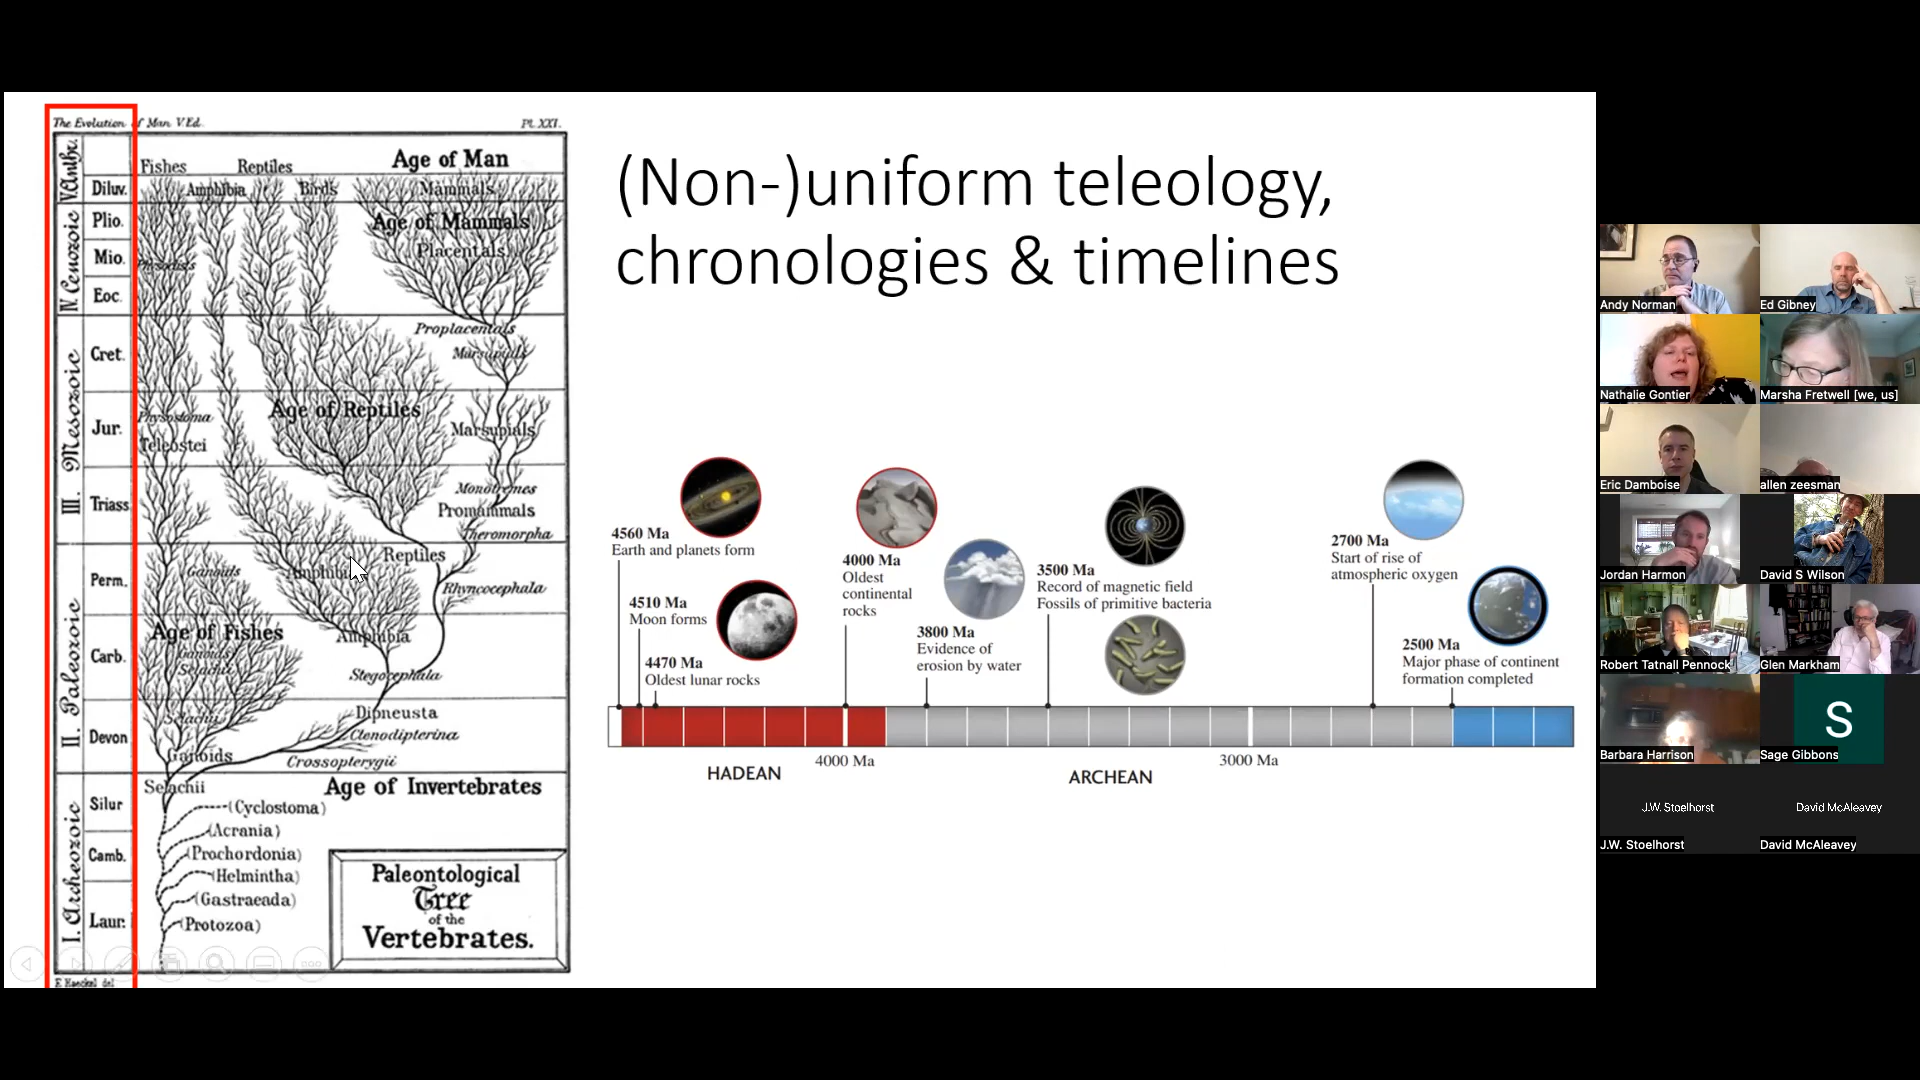 The Evolution of Man V.Ed.
Pl. XXI.
V.Anthr.
IV. Cenozoic
III. Mesozoic
II. Paleozoic
I. Archeozoic
Diluv.
Plio.
Mio.
Eoc.
Cret.
Jur.
Triass
Perm.
Carb.
Devon
Silur
Camb.
Laur.
Age of Man
Fishes
Reptiles
Amphibia
Birds
Mammals
Age of Mammals
Placentals
Physodists
Proplacentals
Marsupials
Age of Reptiles
Physostoma
Marsupials
Teleostei
Monotremes
Promammals
Theromorpha
Reptiles
Ganoids
Amphibia
Rhyncocephala
Age of Fishes
Amphibia
Ganoids
Selachii
Stegocephala
Selachii
Dipneusta
Ctenodipterina
Ganoids
Crossopterygii
Selachii
Age of Invertebrates
(Cyclostoma)
(Acrania)
(Prochordonia)
(Helmintha)
(Gastraeada)
(Protozoa)
Paleontological
Tree
of the
Vertebrates.
E Haeckel del
(Non-)uniform teleology,
chronologies & timelines
4560 Ma
Earth and planets form
4510 Ma
Moon forms
4470 Ma
Oldest lunar rocks
4000 Ma
Oldest
continental
rocks
3800 Ma
Evidence of
erosion by water
3500 Ma
Record of magnetic field
Fossils of primitive bacteria
2700 Ma
Start of rise of
atmospheric oxygen
2500 Ma
Major phase of continent
formation completed
4000 Ma
3000 Ma
HADEAN
ARCHEAN
Andy Norman
Ed Gibney
Nathalie Gontier
Marsha Fretwell [we, us]
Eric Damboise
allen zeesman
Jordan Harmon
David S Wilson
Robert Tatnall Pennock
Glen Markham
Barbara Harrison
S
Sage Gibbons
J.W. Stoelhorst
David McAleavey
J.W. Stoelhorst
David McAleavey